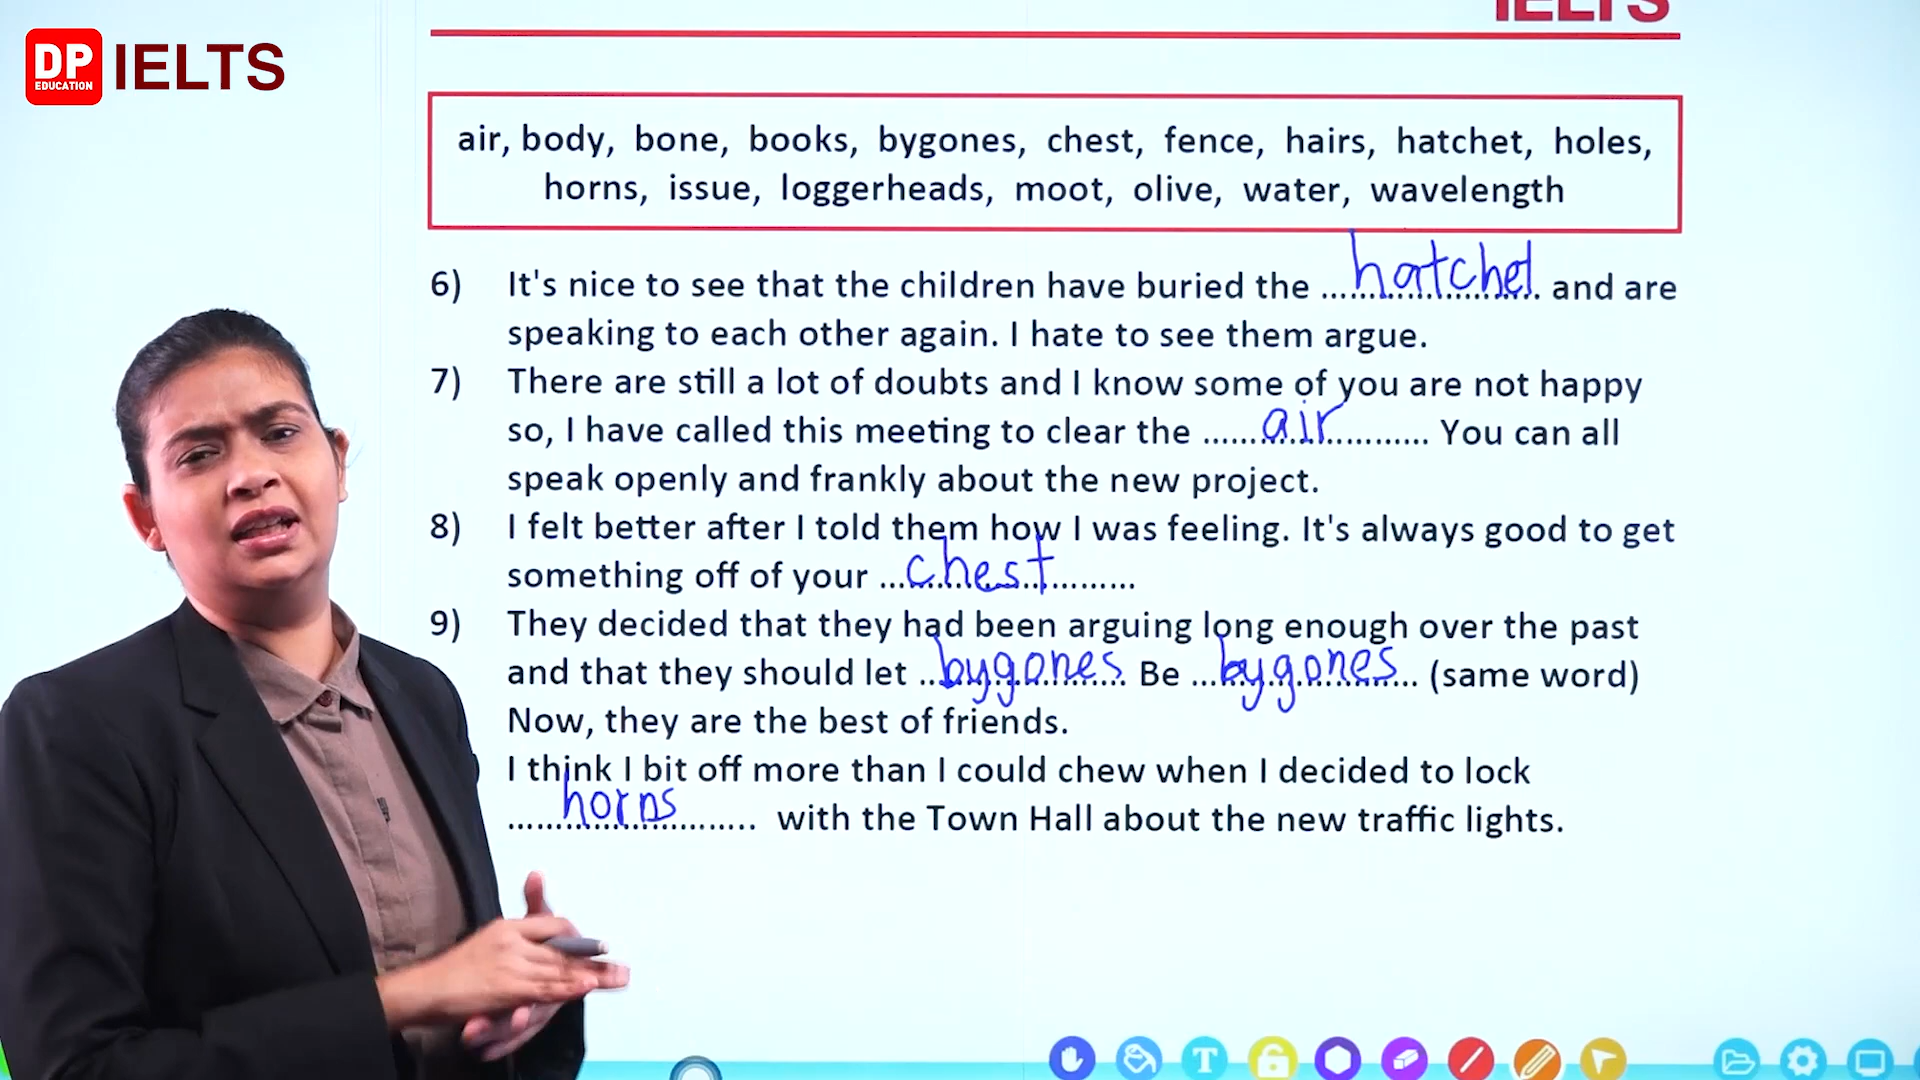 IELTS
DP
EDUCATION
IELTS
air, body, bone, books, bygones, chest, fence, hairs, hatchet, holes,
horns, issue, loggerheads, moot, olive, water, wavelength
6) It's nice to see that the children have buried the .......hatchet....... and are
speaking to each other again. I hate to see them argue.
7) There are still a lot of doubts and I know some of you are not happy
so, I have called this meeting to clear the .......air....... You can all
speak openly and frankly about the new project.
8) I felt better after I told them how I was feeling. It's always good to get
something off of your .......chest.......
9) They decided that they had been arguing long enough over the past
and that they should let .......bygones....... Be .......bygones....... (same word)
Now, they are the best of friends.
I think I bit off more than I could chew when I decided to lock
.......horns....... with the Town Hall about the new traffic lights.
T